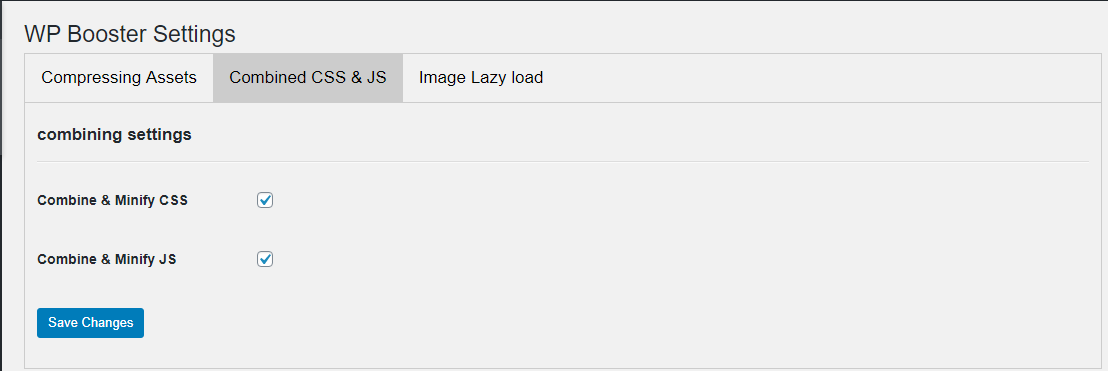 WP Booster Settings
Compressing Assets Combined CSS & JS Image Lazy load
combining settings
Combine & Minify CSS
Combine & Minify JS
Save Changes